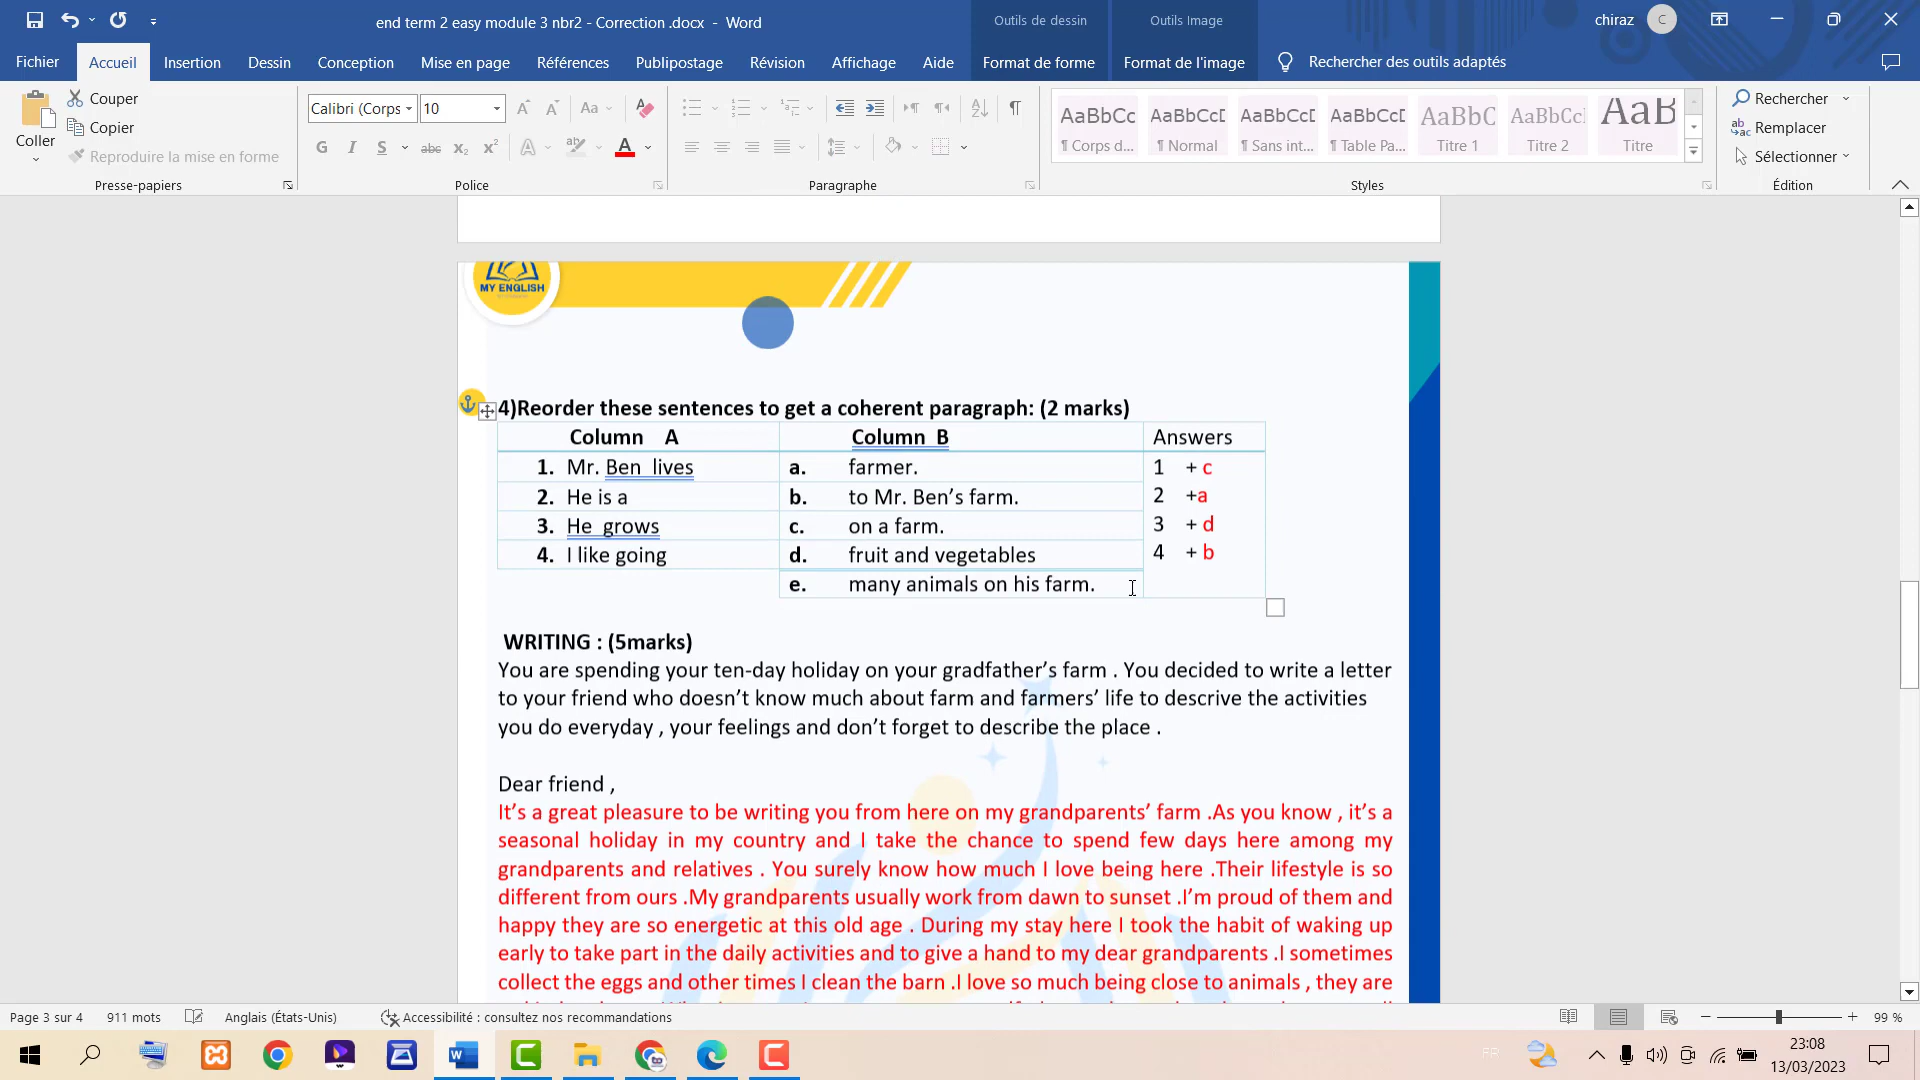 end term 2 easy module 3 nbr2 - Correction .docx - Word
Outils de dessin
Outils Image
chiraz
C
Fichier
Accueil
Insertion
Dessin
Conception
Mise en page
Références
Publipostage
Révision
Affichage
Aide
Format de forme
Format de l'image
Rechercher des outils adaptés
Coller
Couper
Copier
Reproduire la mise en forme
Presse-papiers
Calibri (Corps
10
Police
Paragraphe
AaBbCc
¶ Corps d...
AaBbCcD
¶ Normal
AaBbCcD
¶ Sans int...
AaBbCcD
¶ Table Pa...
AaBbC
Titre 1
AaBbCc
Titre 2
AaB
Titre
Styles
Rechercher
Remplacer
Sélectionner
Édition
MY ENGLISH
4)Reorder these sentences to get a coherent paragraph: (2 marks)
Column A Column B Answers
1. Mr. Ben lives a. farmer. 1 + c
2. He is a b. to Mr. Ben's farm. 2 +a
3. He grows c. on a farm. 3 + d
4. I like going d. fruit and vegetables 4 + b
e. many animals on his farm.
WRITING : (5marks)
You are spending your ten-day holiday on your gradfather's farm . You decided to write a letter
to your friend who doesn't know much about farm and farmers' life to descrive the activities
you do everyday , your feelings and don't forget to describe the place .
Dear friend ,
It's a great pleasure to be writing you from here on my grandparents' farm .As you know , it's a
seasonal holiday in my country and I take the chance to spend few days here among my
grandparents and relatives . You surely know how much I love being here .Their lifestyle is so
different from ours .My grandparents usually work from dawn to sunset .I'm proud of them and
happy they are so energetic at this old age . During my stay here I took the habit of waking up
early to take part in the daily activities and to give a hand to my dear grandparents .I sometimes
collect the eggs and other times I clean the barn .I love so much being close to animals , they are
Page 3 sur 4
911 mots
Anglais (États-Unis)
Accessibilité : consultez nos recommandations
99 %
23:08
13/03/2023